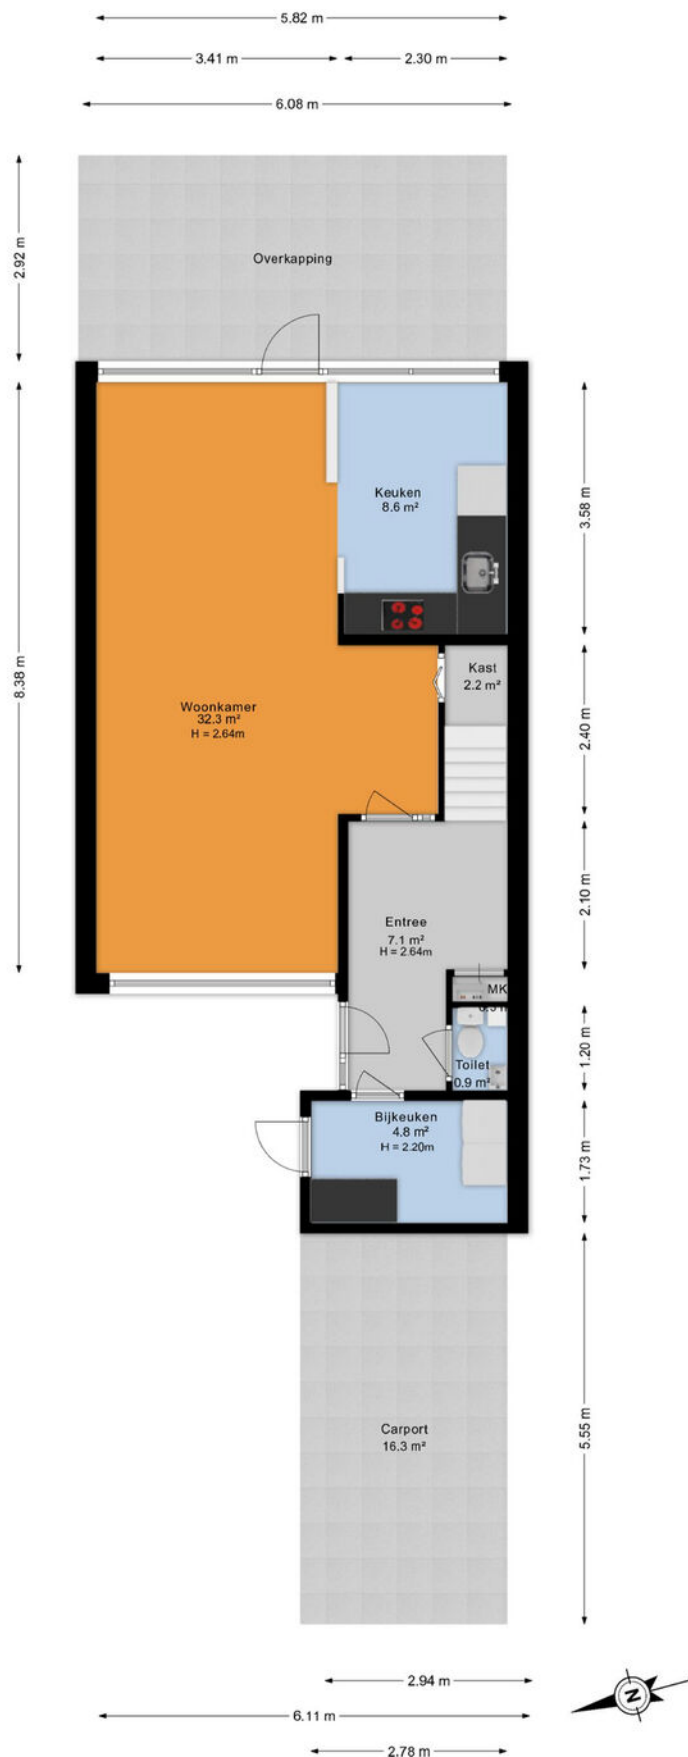 5.82 m
3.41 m
2.30 m
6.08 m
2.92 m
Overkapping
Keuken
8.6 m²
3.58 m
8.38 m
Kast
2.2 m²
Woonkamer
32.3 m²
H = 2.64m
2.40 m
Entree
7.1 m²
H = 2.64m
2.10 m
MK
Toilet
0.9 m²
1.20 m
Bijkeuken
4.8 m²
H = 2.20m
1.73 m
Carport
16.3 m²
5.55 m
2.94 m
N
6.11 m
2.78 m